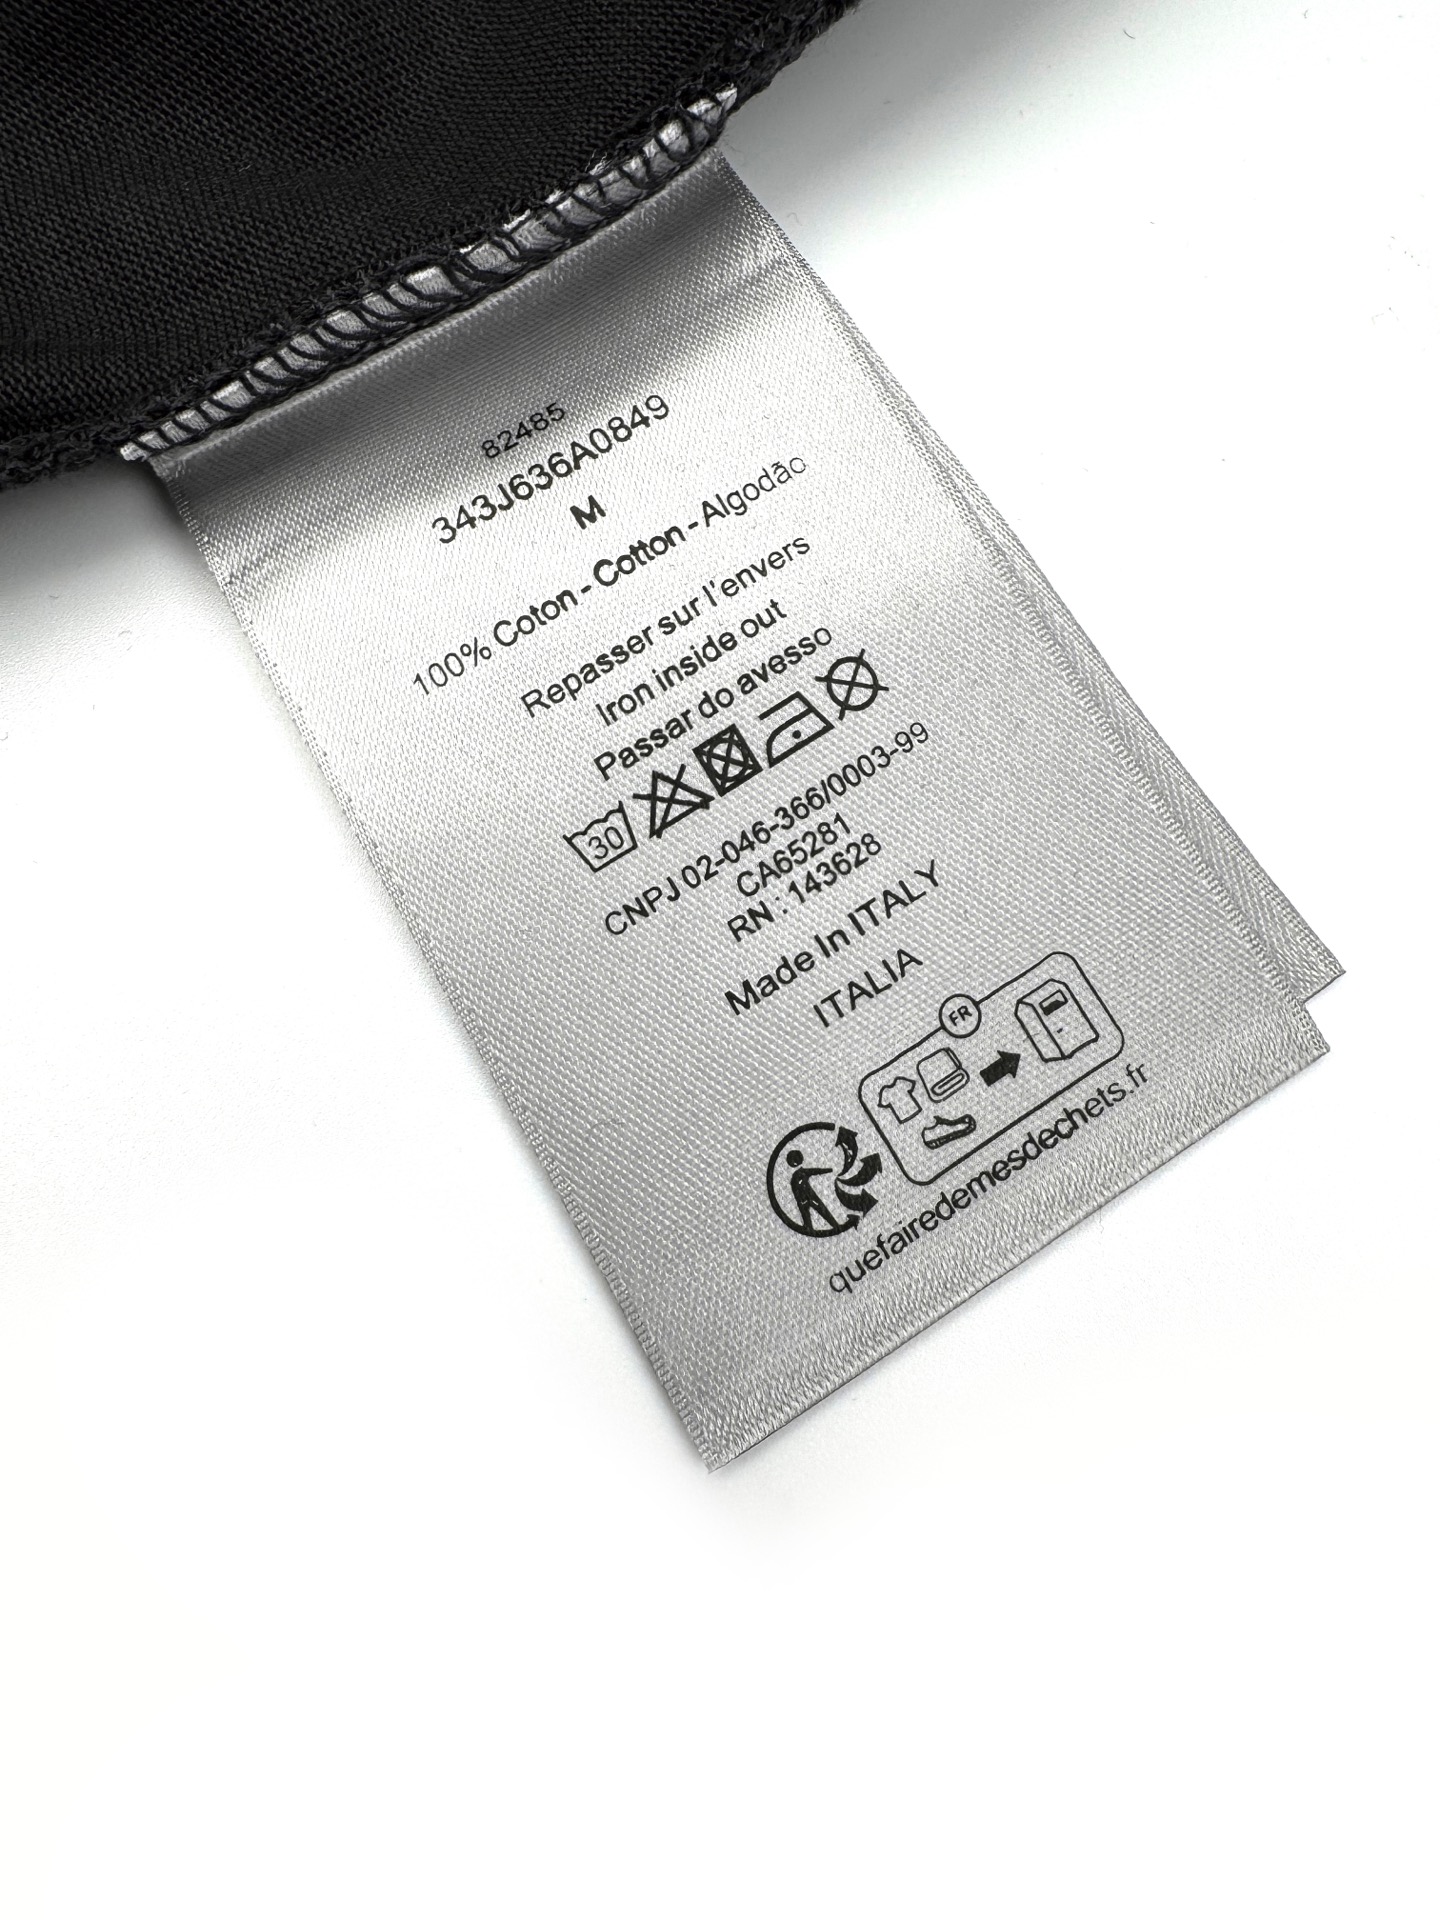 82485
343J636A0849
M
100% Coton - Cotton - Algodão
Repasser sur l'envers
Iron inside out
Passar do avesso
30
CNPJ 02-046-366/0003-99
CA65281
RN : 143628
Made In ITALY
ITALIA
FR
quefairedemesdechets.fr